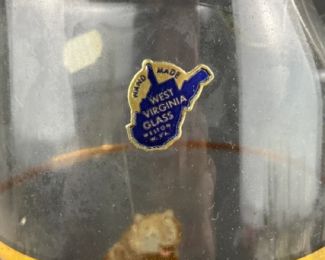 HAND MADE
WEST
VIRGINIA
GLASS
WESTON
W. VA.